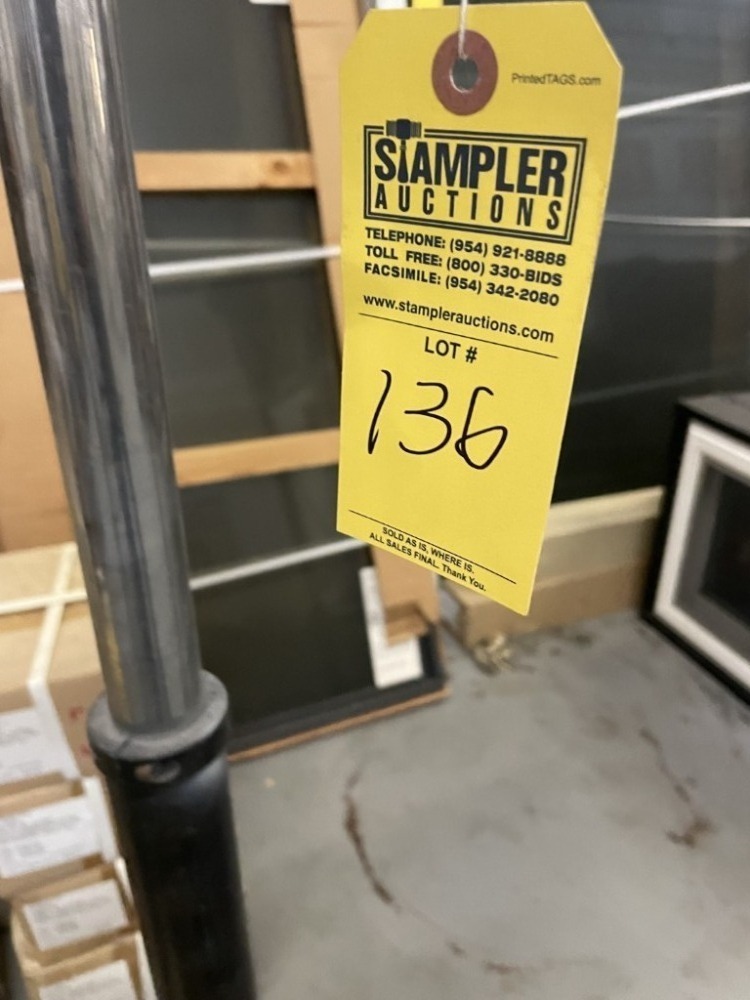 PrintedTAGS.com
STAMPLER
AUCTIONS
TELEPHONE: (954) 921-8888
TOLL FREE: (800) 330-BIDS
FACSIMILE: (954) 342-2080
www.stamplerauctions.com
LOT #
136
SOLD AS IS, WHERE IS.
ALL SALES FINAL. Thank You.